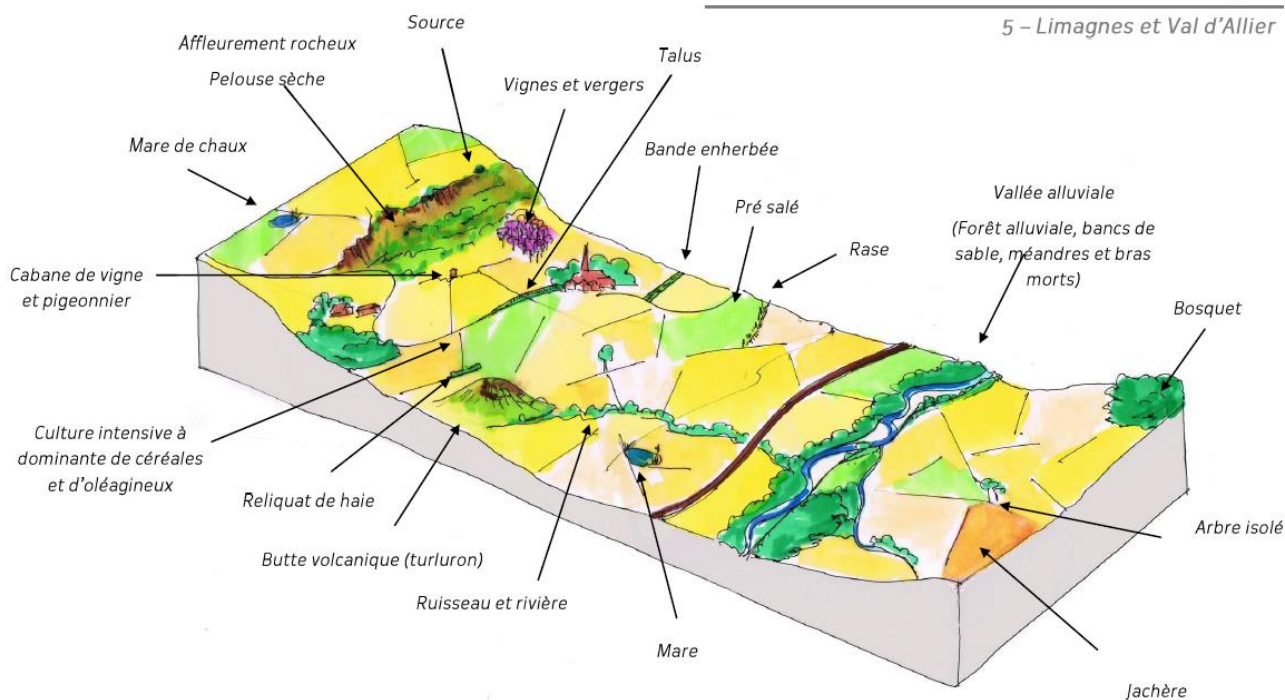 5 – Limagnes et Val d'Allier
Source
Affleurement rocheux
Pelouse sèche
Talus
Vignes et vergers
Mare de chaux
Bande enherbée
Vallée alluviale
(Forêt alluviale, bancs de
sable, méandres et bras
morts)
Pré salé
Rase
Cabane de vigne
et pigeonnier
Bosquet
Culture intensive à
dominante de céréales
et d'oléagineux
Reliquat de haie
Arbre isolé
Butte volcanique (turluron)
Ruisseau et rivière
Mare
Jachère